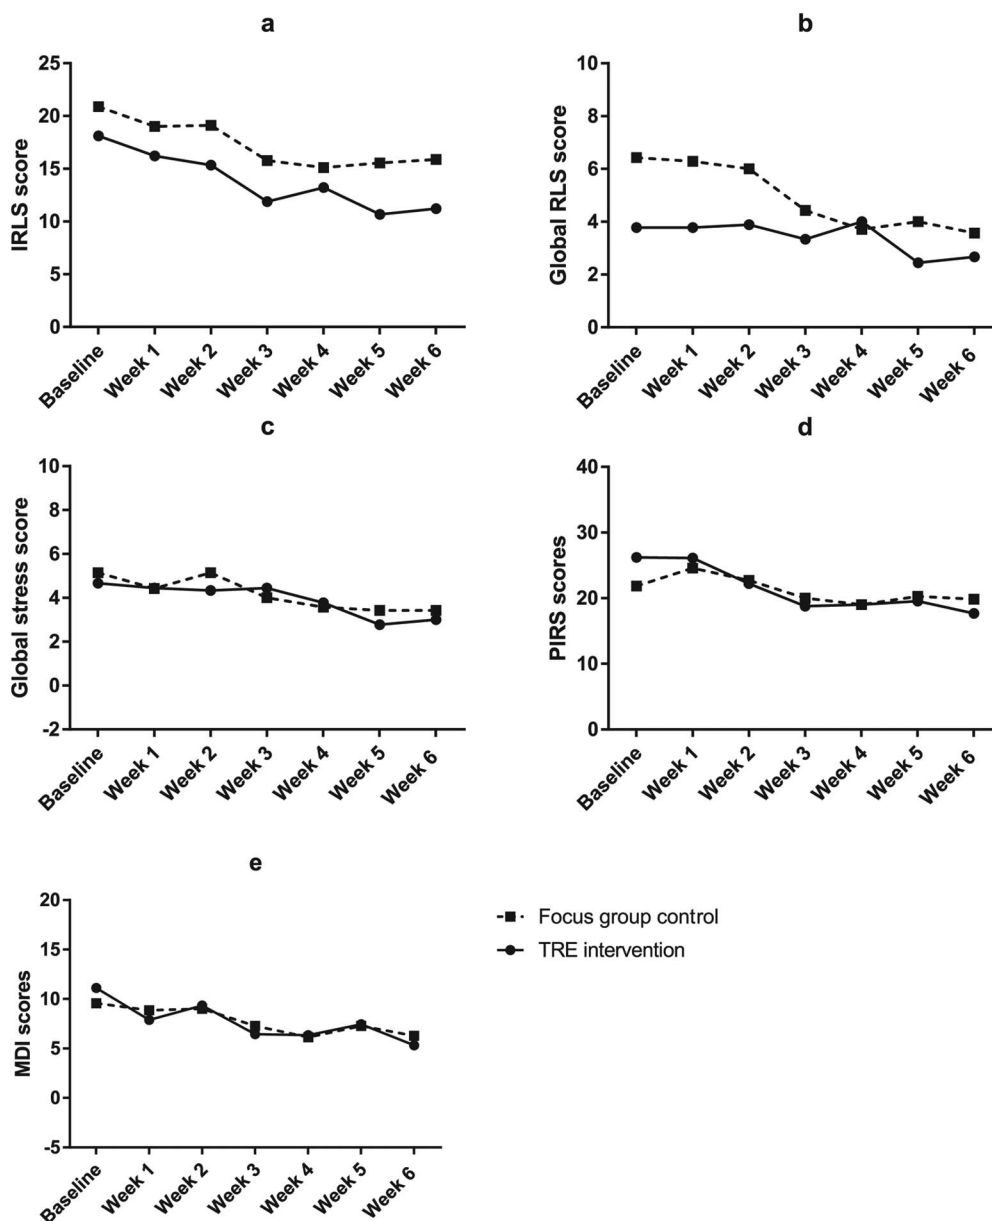 a
IRLS score
25
20
15
10
5
0
Baseline
Week 1
Week 2
Week 3
Week 4
Week 5
Week 6
b
Global RLS score
10
8
6
4
2
0
Baseline
Week 1
Week 2
Week 3
Week 4
Week 5
Week 6
c
Global stress score
10
8
6
4
2
0
-2
Baseline
Week 1
Week 2
Week 3
Week 4
Week 5
Week 6
d
PIRS scores
40
30
20
10
0
Baseline
Week 1
Week 2
Week 3
Week 4
Week 5
Week 6
e
MDI scores
20
15
10
5
0
-5
Baseline
Week 1
Week 2
Week 3
Week 4
Week 5
Week 6
Focus group control
TRE intervention